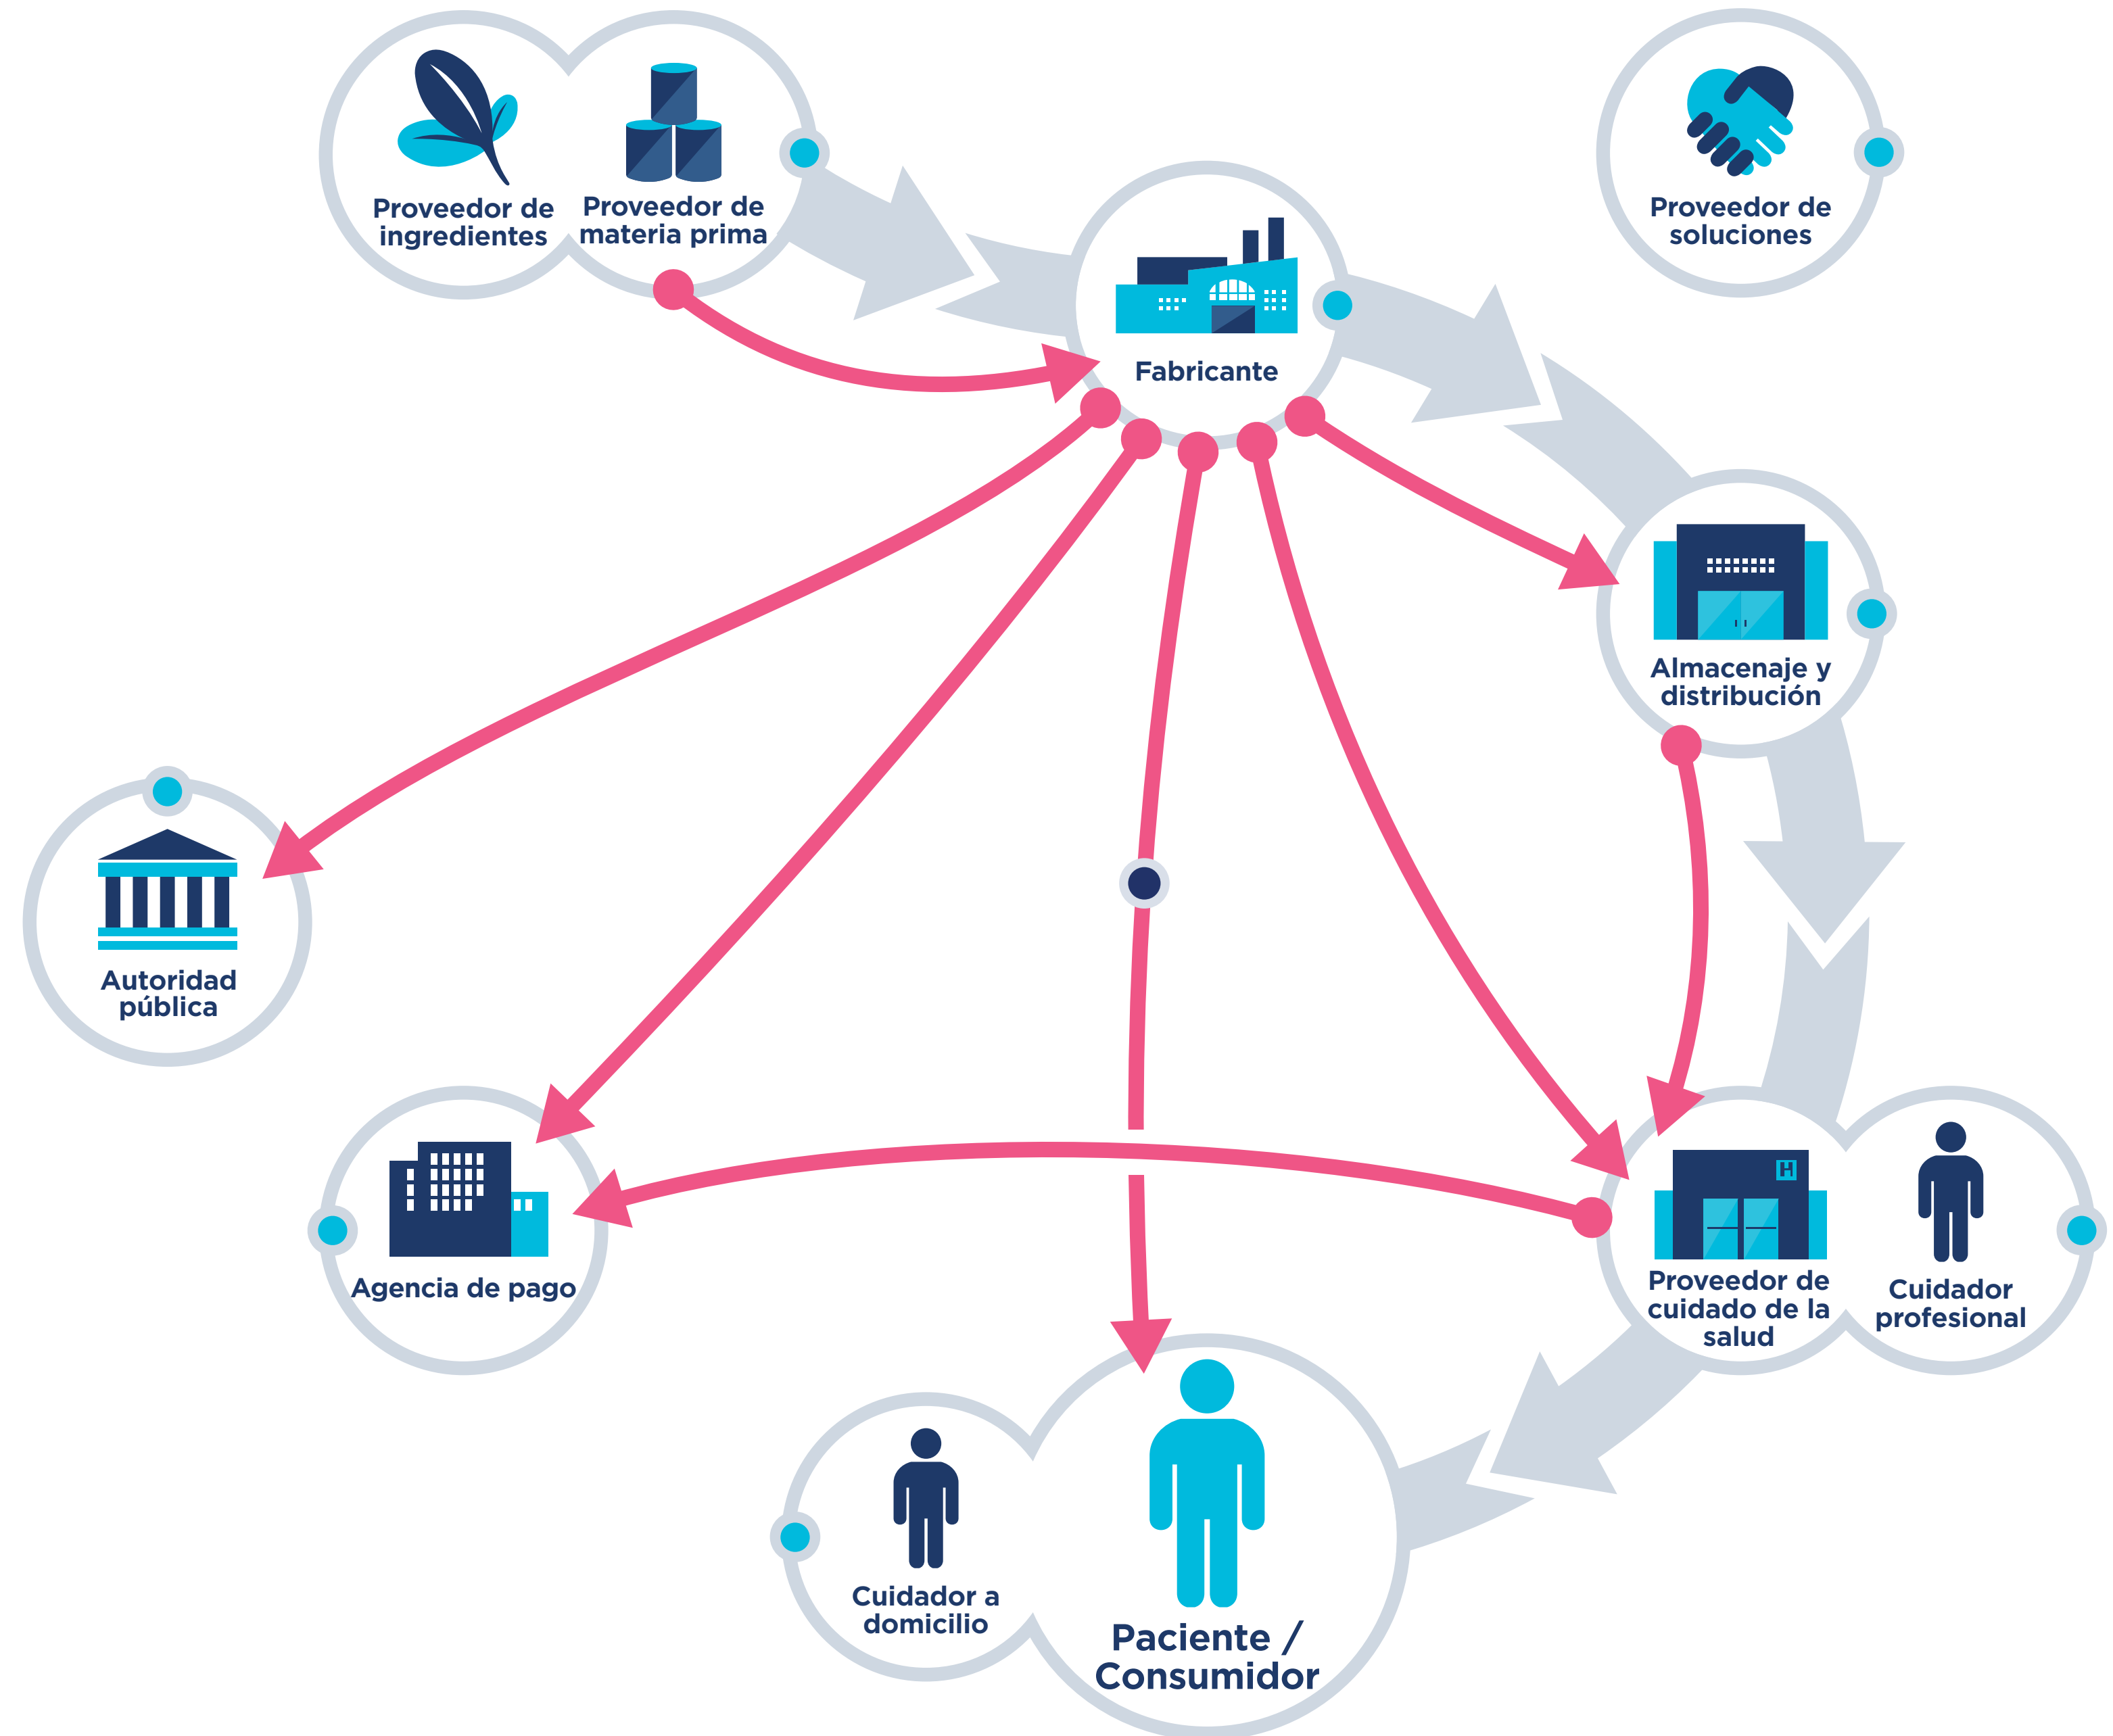 Proveedor de
ingredientes
Proveedor de
materia prima
Proveedor de
soluciones
Fabricante
Almacenaje y
distribución
Autoridad
pública
Agencia de pago
H
Proveedor de
cuidado de la
salud
Cuidador
profesional
Cuidador a
domicilio
Paciente /
Consumidor